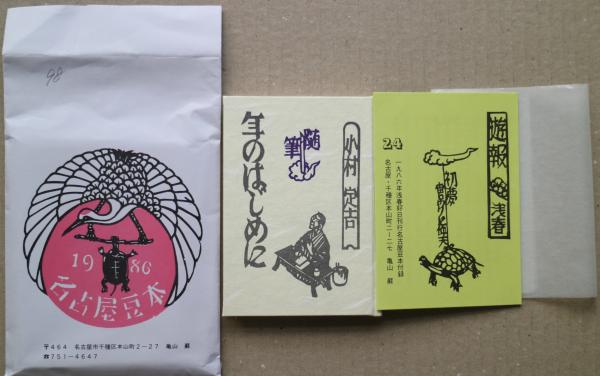 98
1986
名古屋豆本
〒464 名古屋市千種区本山町2-27 亀山 巌
☎751-4647
小村 定吉
随筆
年のはじめに
遊報 浅春
初夢
24
一九八六年浅春好日刊行名古屋豆本付録
名古屋・千種区本山町二ー二七 亀山 巌